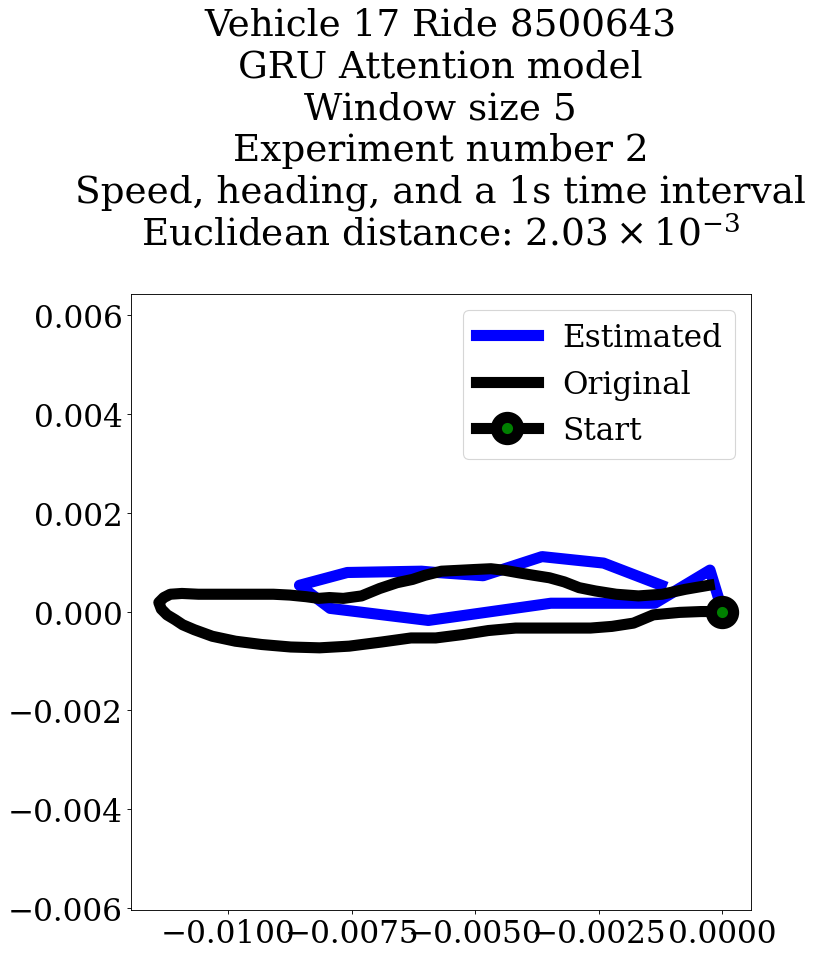 Vehicle 17 Ride 8500643
GRU Attention model
Window size 5
Experiment number 2
Speed, heading, and a 1s time interval
Euclidean distance: 2.03 × 10⁻³
Estimated
Original
Start
0.006
0.004
0.002
0.000
−0.002
−0.004
−0.006
−0.0100 −0.0075 −0.0050 −0.0025 0.0000